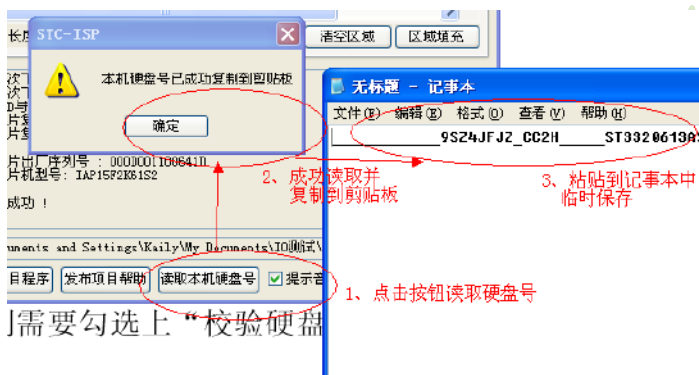 长度
STC-ISP
清空区域 区域填充
本机硬盘号已成功复制到剪贴板
确定
片出厂序列号 : 0000001100641D
片机型号: IAP15F2K61S2
成功 !
uments and Settings\Kaily\My Documents\IO测试\
目程序 发布项目帮助 读取本机硬盘号 提示音
则需要勾选上“校验硬盘
无标题 - 记事本
文件(F) 编辑(E) 格式(O) 查看(V) 帮助(H)
9SZ4JFJZ_CC2H____ST3320613A
2、成功读取并
复制到剪贴板
3、粘贴到记事本中
临时保存
1、点击按钮读取硬盘号